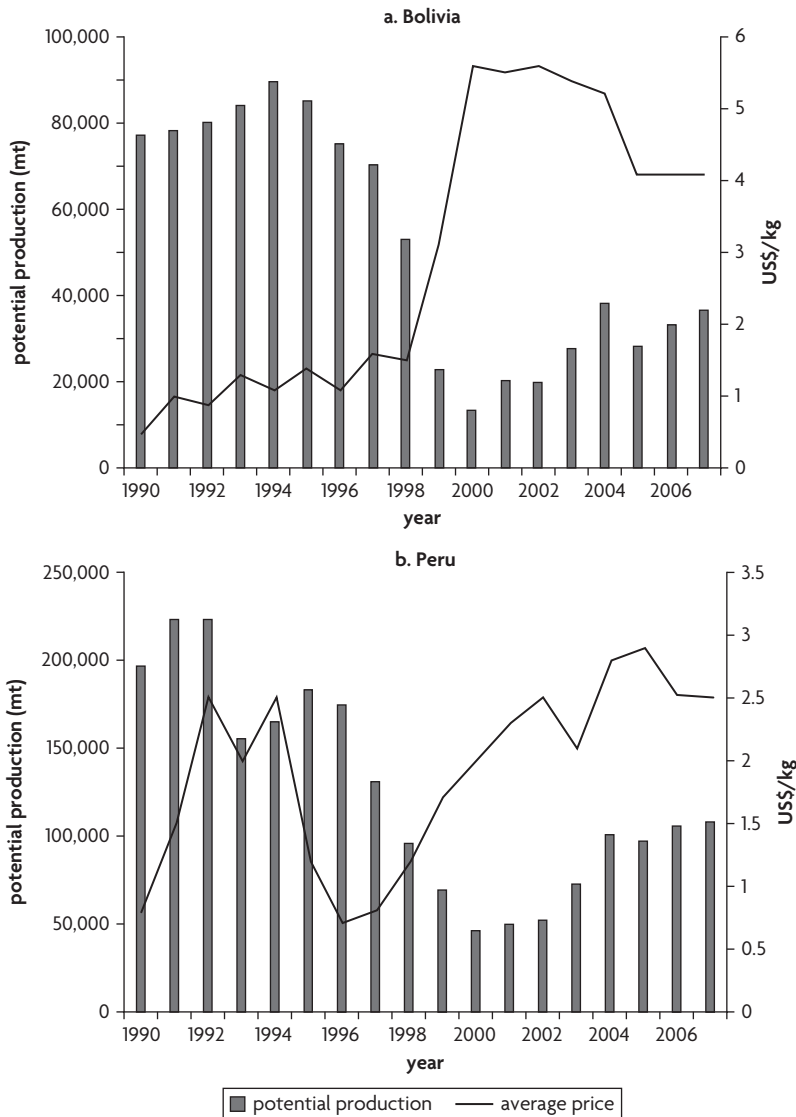 a. Bolivia
100,000
80,000
60,000
40,000
20,000
0
potential production (mt)
6
5
4
3
2
1
0
US$/kg
1990 1992 1994 1996 1998 2000 2002 2004 2006
year
b. Peru
250,000
200,000
150,000
100,000
50,000
0
potential production (mt)
3.5
3
2.5
2
1.5
1
0.5
0
US$/kg
1990 1992 1994 1996 1998 2000 2002 2004 2006
year
potential production average price